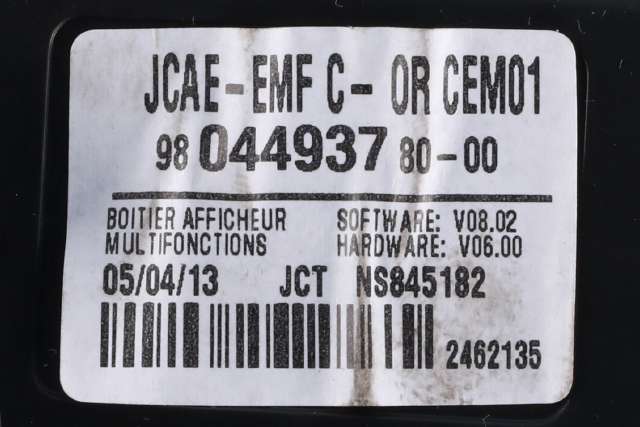 JCAE-EMF C- OR CEM01
98 044937 80-00
BOITIER AFFICHEUR SOFTWARE: V08.02
MULTIFONCTIONS HARDWARE: V06.00
05/04/13 JCT NS845182
2462135